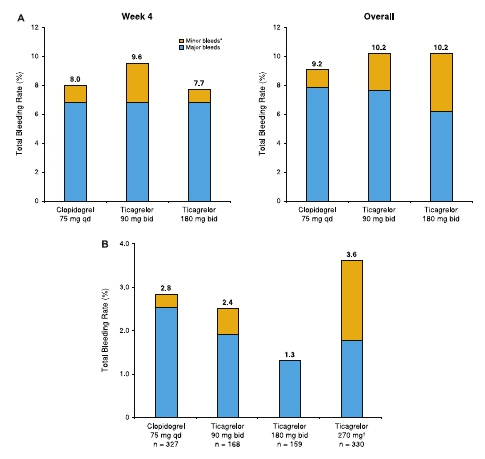 A
Week 4
Overall
Total Bleeding Rate (%)
12
10
8
6
4
2
0
Minor bleeds*
Major bleeds
8.0
9.6
7.7
Clopidogrel
75 mg qd
Ticagrelor
90 mg bid
Ticagrelor
180 mg bid
Total Bleeding Rate (%)
12
10
8
6
4
2
0
9.2
10.2
10.2
Clopidogrel
75 mg qd
Ticagrelor
90 mg bid
Ticagrelor
180 mg bid
B
Total Bleeding Rate (%)
4.0
3.0
2.0
1.0
0
2.8
2.4
1.3
3.6
Clopidogrel
75 mg qd
n = 327
Ticagrelor
90 mg bid
n = 168
Ticagrelor
180 mg bid
n = 159
Ticagrelor
270 mg†
n = 330